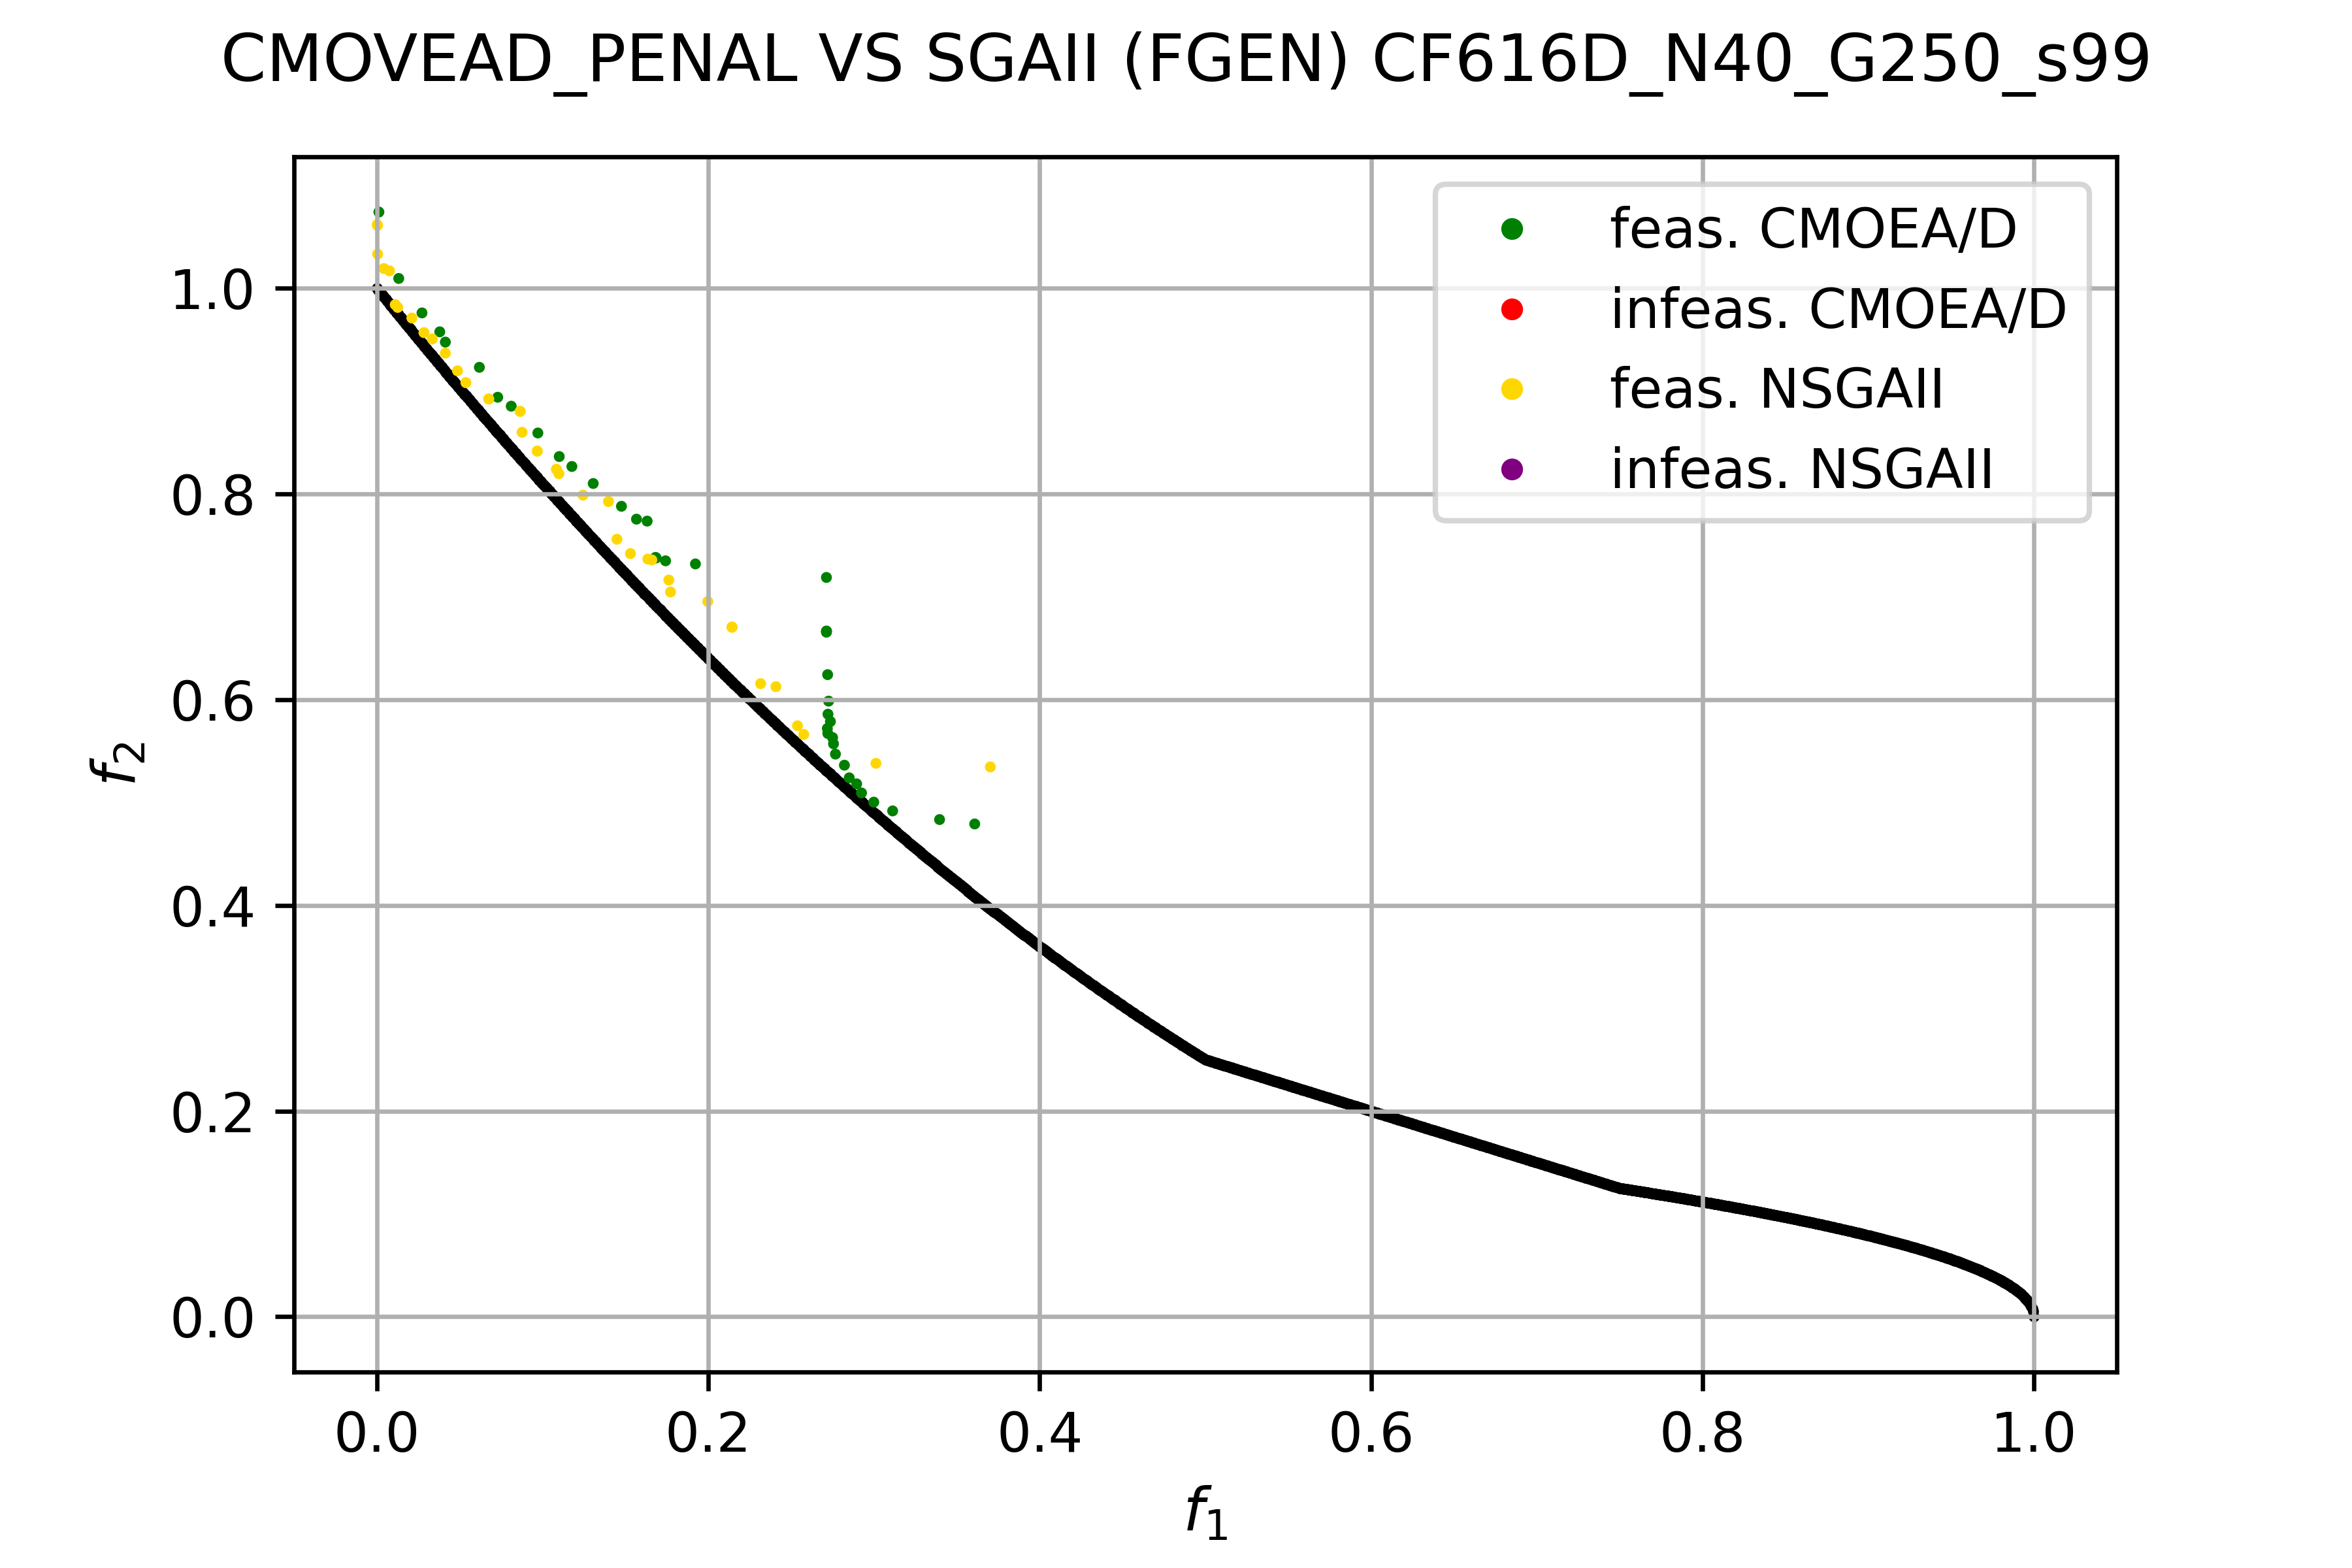 CMOVEAD_PENAL VS SGAII (FGEN) CF616D_N40_G250_s99
feas. CMOEA/D
infeas. CMOEA/D
feas. NSGAII
infeas. NSGAII
1.0
0.8
0.6
0.4
0.2
0.0
f2
0.0 0.2 0.4 0.6 0.8 1.0
f1